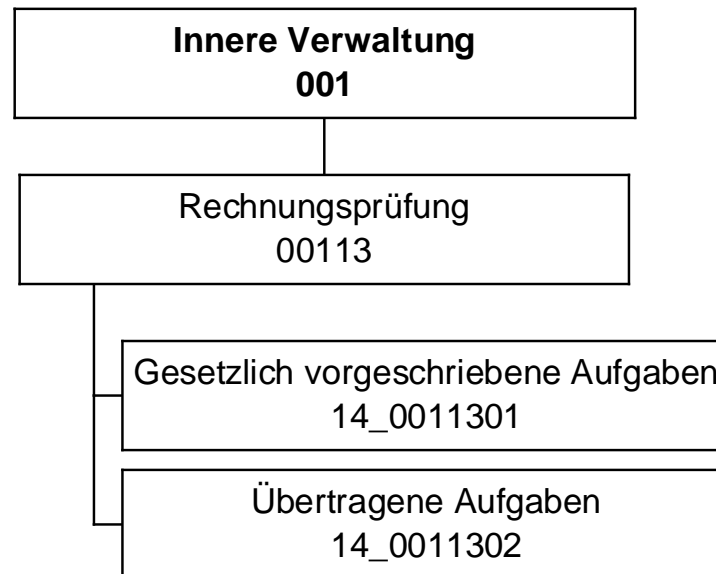 Innere Verwaltung
001
Rechnungsprüfung
00113
Gesetzlich vorgeschriebene Aufgaben
14_0011301
Übertragene Aufgaben
14_0011302